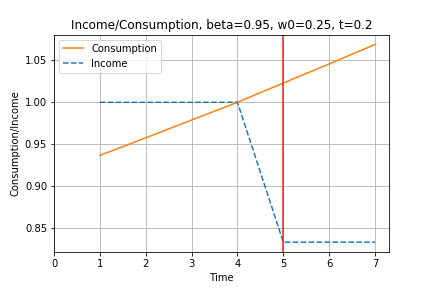 Income/Consumption, beta=0.95, w0=0.25, t=0.2
Consumption
Income
Consumption/Income
1.05
1.00
0.95
0.90
0.85
0 1 2 3 4 5 6 7
Time